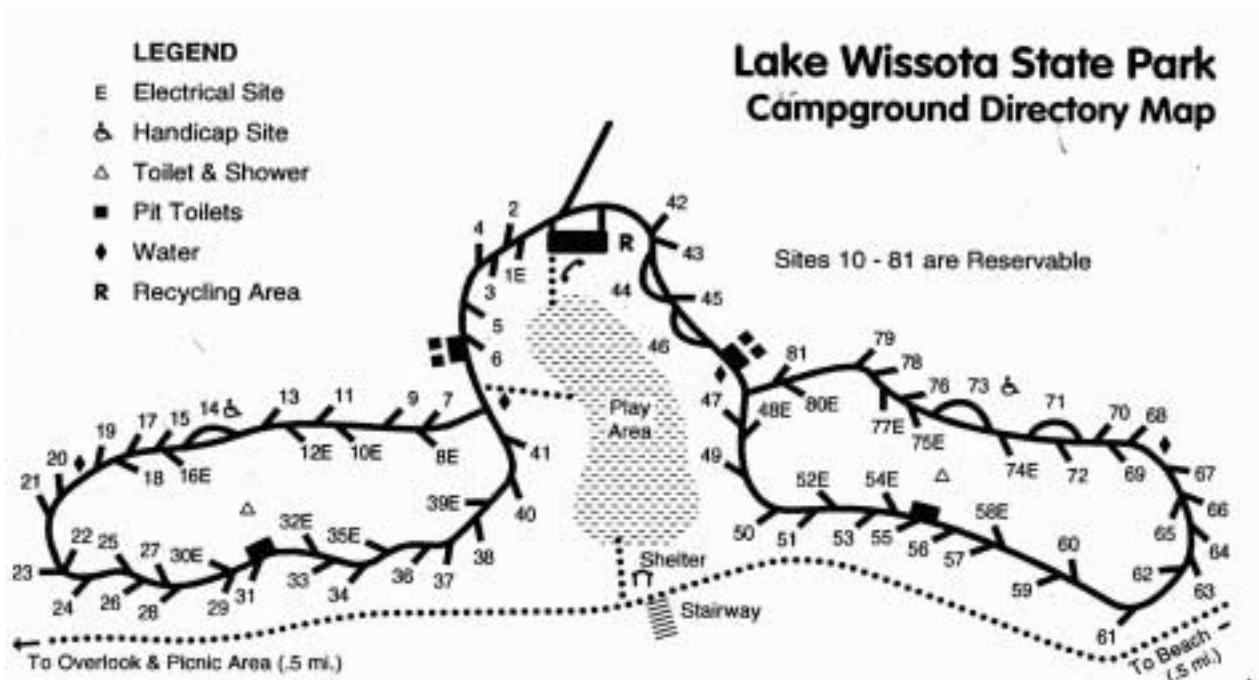 LEGEND
E Electrical Site
Handicap Site
Toilet & Shower
Pit Toilets
Water
R Recycling Area
Lake Wissota State Park
Campground Directory Map
Sites 10 - 81 are Reservable
R
42
2
4
43
1E
3
44
45
5
46
6
79
81
78
76
73
71
70
68
14
13
11
9
7
Play
Area
47
48E
80E
77E
75E
74E
72
69
67
19
17
15
20
18
16E
12E
10E
8E
41
49
21
66
65
52E
54E
58E
39E
40
50
51
53
55
56
57
60
64
32E
35E
22
25
27
30E
38
23
24
26
28
29
31
33
34
36
37
59
62
63
61
Shelter
Stairway
To Overlook & Picnic Area (.5 mi.)
To Beach
(.5 mi.)